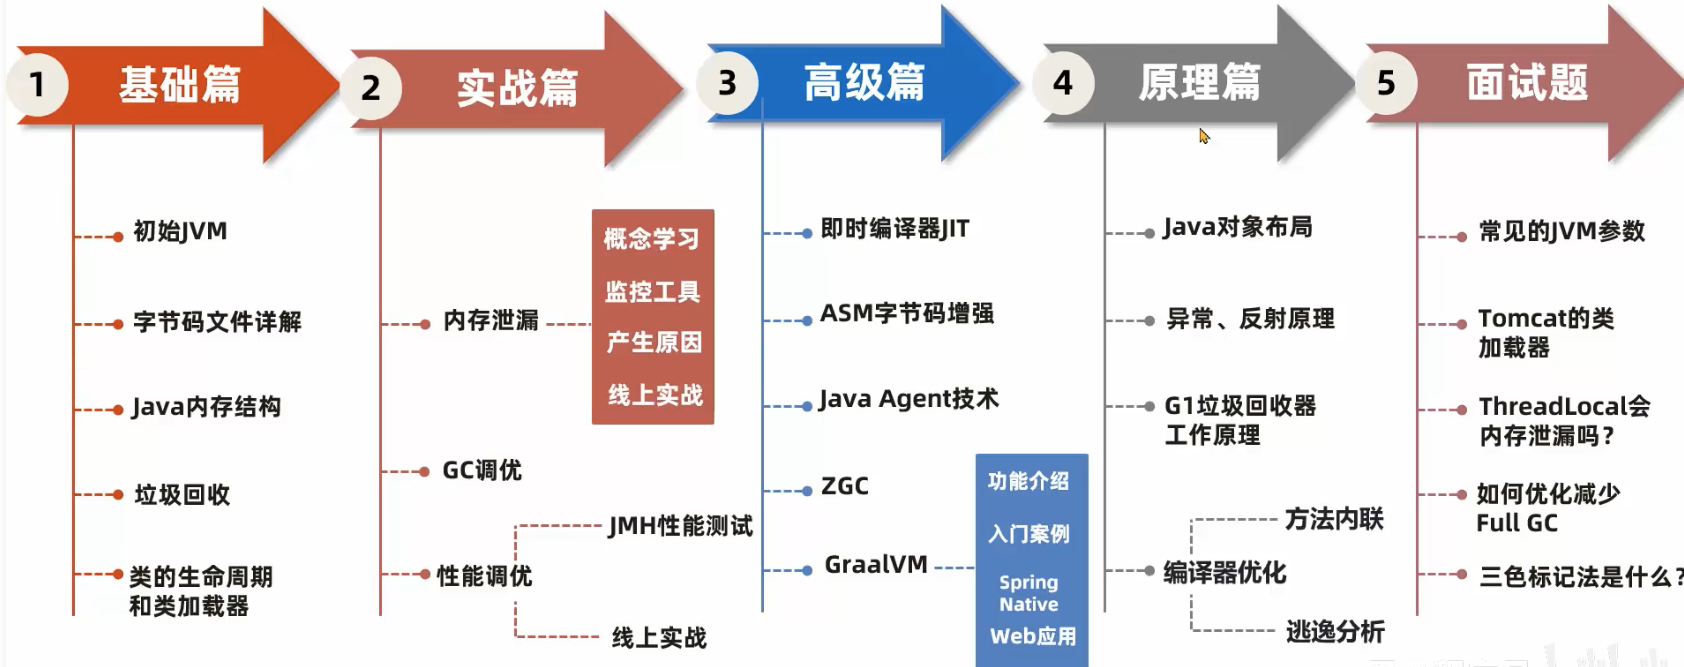 1
基础篇
初始JVM
字节码文件详解
Java内存结构
垃圾回收
类的生命周期
和类加载器
2
实战篇
内存泄漏
概念学习
监控工具
产生原因
线上实战
GC调优
性能调优
JMH性能测试
线上实战
3
高级篇
即时编译器JIT
ASM字节码增强
Java Agent技术
ZGC
GraalVM
功能介绍
入门案例
Spring
Native
Web应用
4
原理篇
Java对象布局
异常、反射原理
G1垃圾回收器
工作原理
编译器优化
方法内联
逃逸分析
5
面试题
常见的JVM参数
Tomcat的类
加载器
ThreadLocal会
内存泄漏吗?
如何优化减少
Full GC
三色标记法是什么?